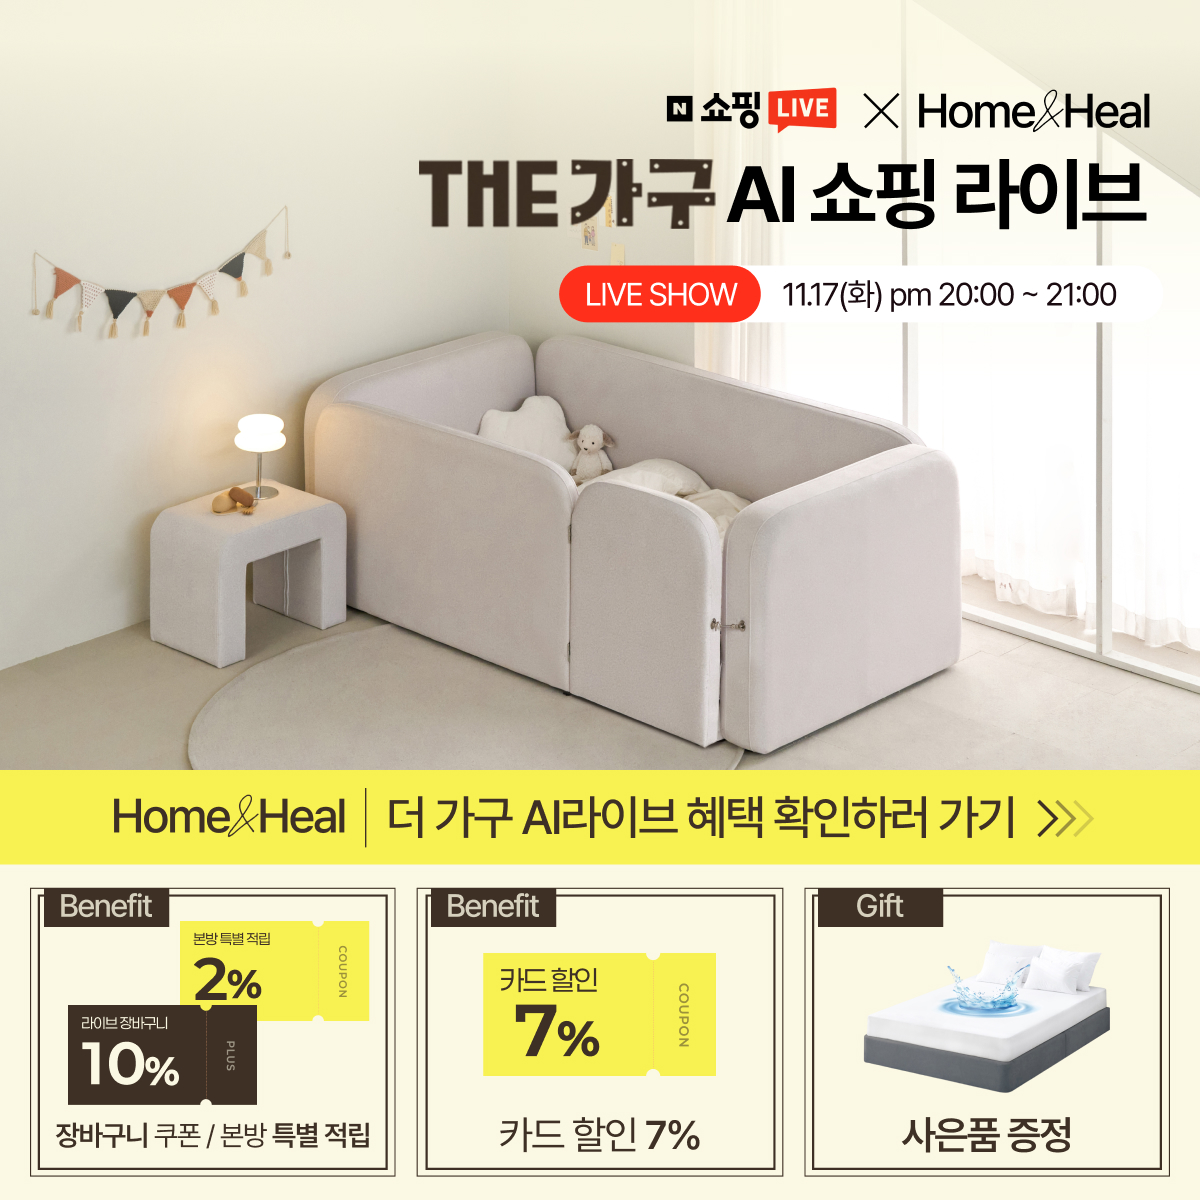 N 쇼핑 LIVE × Home&Heal
THE가구 AI 쇼핑 라이브
LIVE SHOW 11.17(화) pm 20:00 ~ 21:00
Home&Heal | 더 가구 AI라이브 혜택 확인하러 가기
Benefit
본방 특별 적립
2%
COUPON
라이브 장바구니
10%
PLUS
장바구니 쿠폰 / 본방 특별 적립
Benefit
카드 할인
7%
COUPON
카드 할인 7%
Gift
사은품 증정